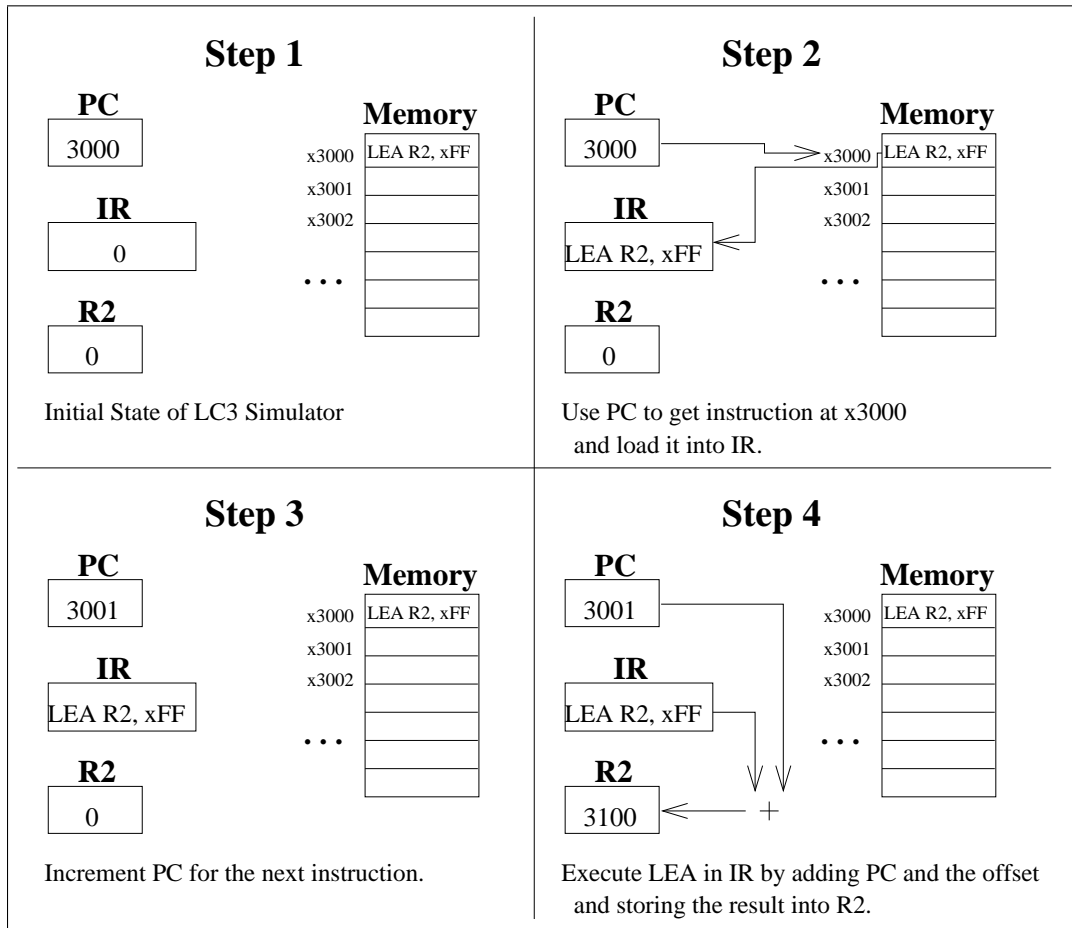 Step 1
PC
3000
IR
0
R2
0
Memory
x3000 LEA R2, xFF
x3001
x3002
...
Initial State of LC3 Simulator
Step 2
PC
3000
IR
LEA R2, xFF
R2
0
Memory
x3000 LEA R2, xFF
x3001
x3002
...
Use PC to get instruction at x3000
and load it into IR.
Step 3
PC
3001
IR
LEA R2, xFF
R2
0
Memory
x3000 LEA R2, xFF
x3001
x3002
...
Increment PC for the next instruction.
Step 4
PC
3001
IR
LEA R2, xFF
R2
3100
+
Memory
x3000 LEA R2, xFF
x3001
x3002
...
Execute LEA in IR by adding PC and the offset
and storing the result into R2.